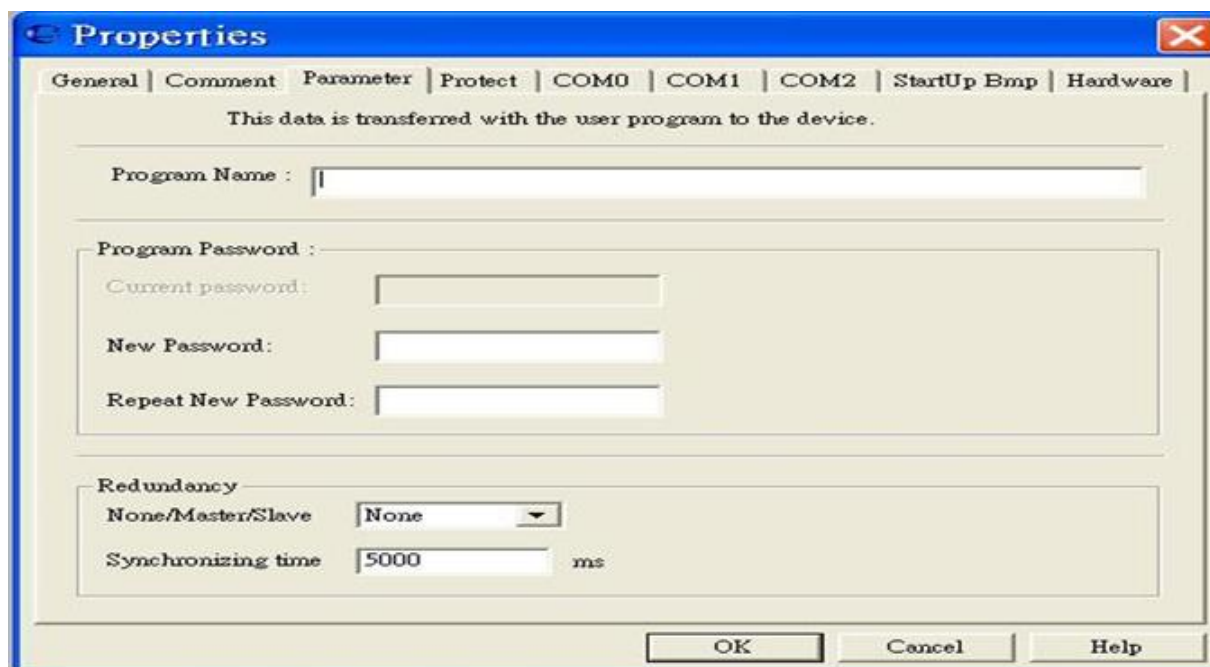 Properties
General Comment Parameter Protect COM0 COM1 COM2 StartUp Bmp Hardware
This data is transferred with the user program to the device.
Program Name :
Program Password :
Current password:
New Password:
Repeat New Password:
Redundancy
None/Master/Slave None
Synchronizing time 5000 ms
OK Cancel Help